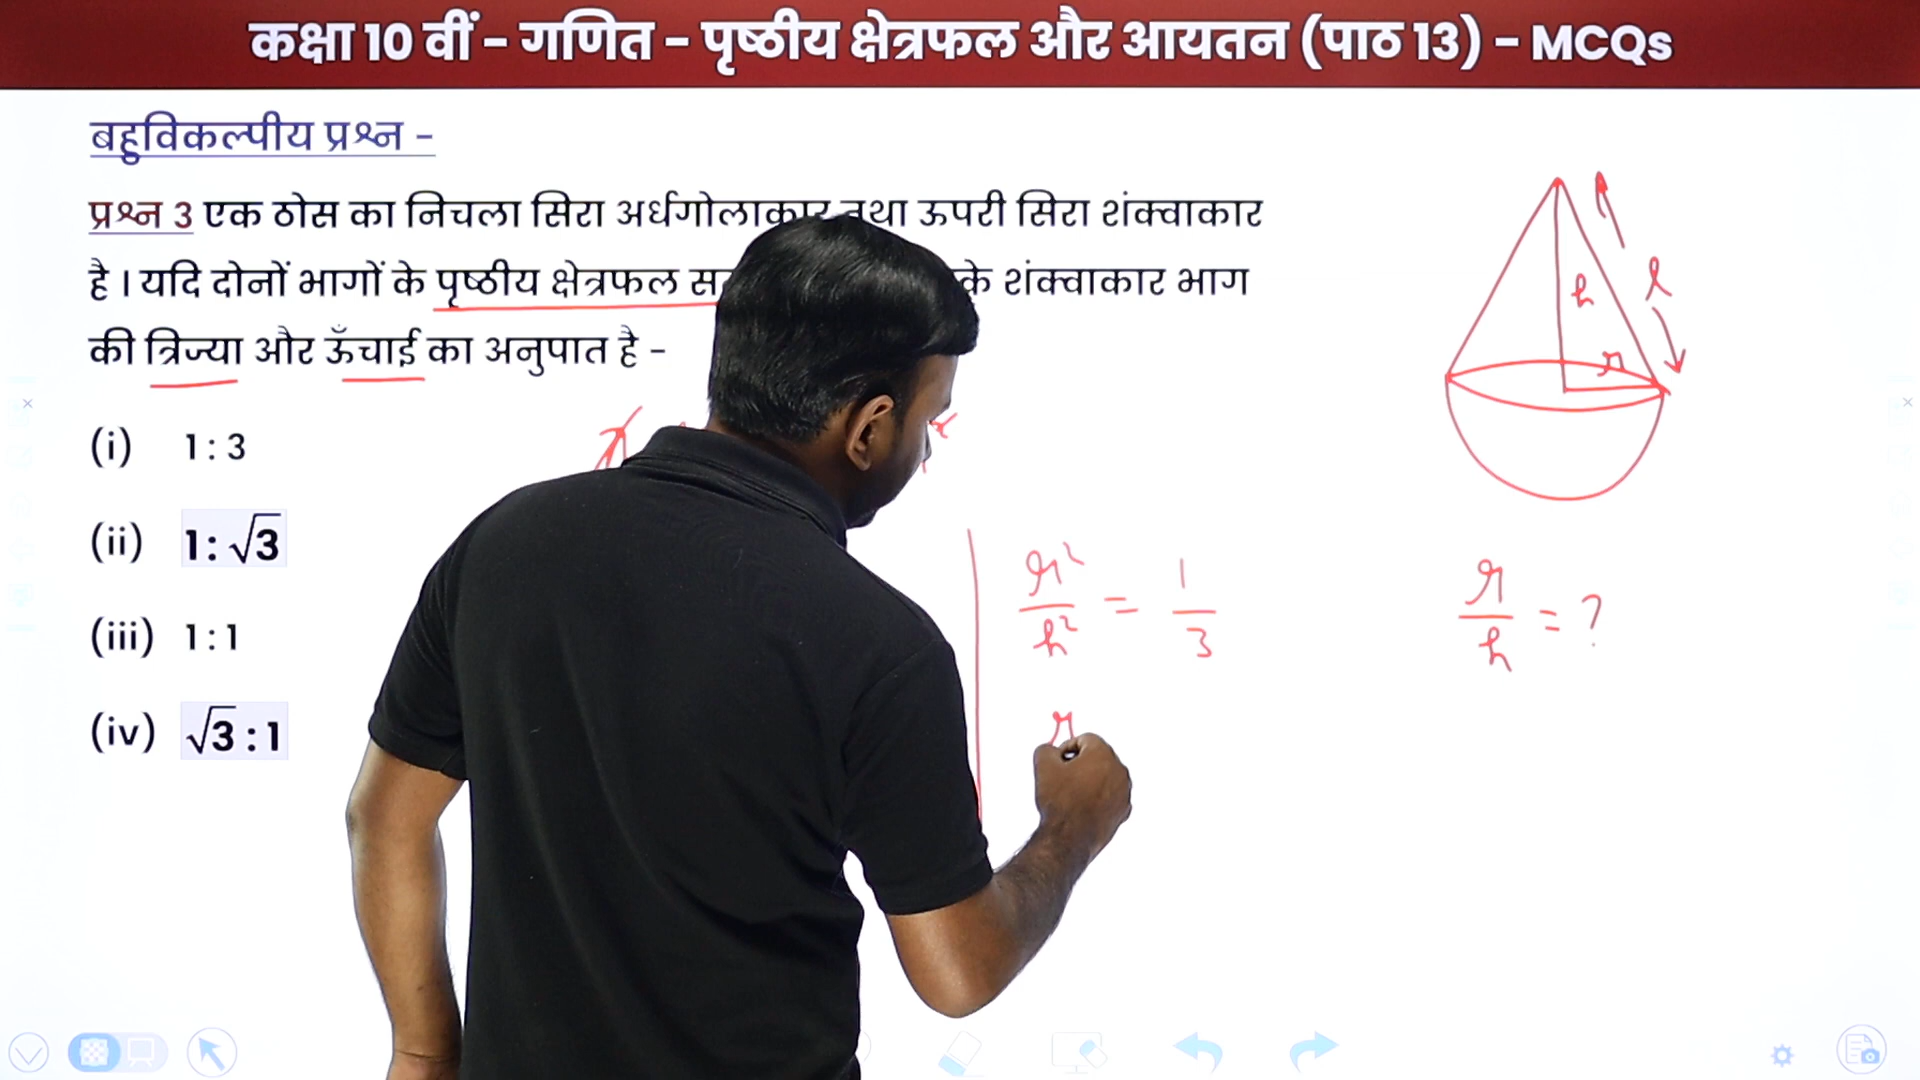 कक्षा 10 वीं - गणित - पृष्ठीय क्षेत्रफल और आयतन (पाठ 13) - MCQs
बहुविकल्पीय प्रश्न -
प्रश्न 3 एक ठोस का निचला सिरा अर्धगोलाकार तथा ऊपरी सिरा शंक्वाकार
है । यदि दोनों भागों के पृष्ठीय क्षेत्रफल के शंक्वाकार भाग
की त्रिज्या और ऊँचाई का अनुपात है -
(i) 1 : 3
(ii) 1 : √3
(iii) 1 : 1
(iv) √3 : 1
h
l
r
r²/h² = 1/3
r/h = ?
r